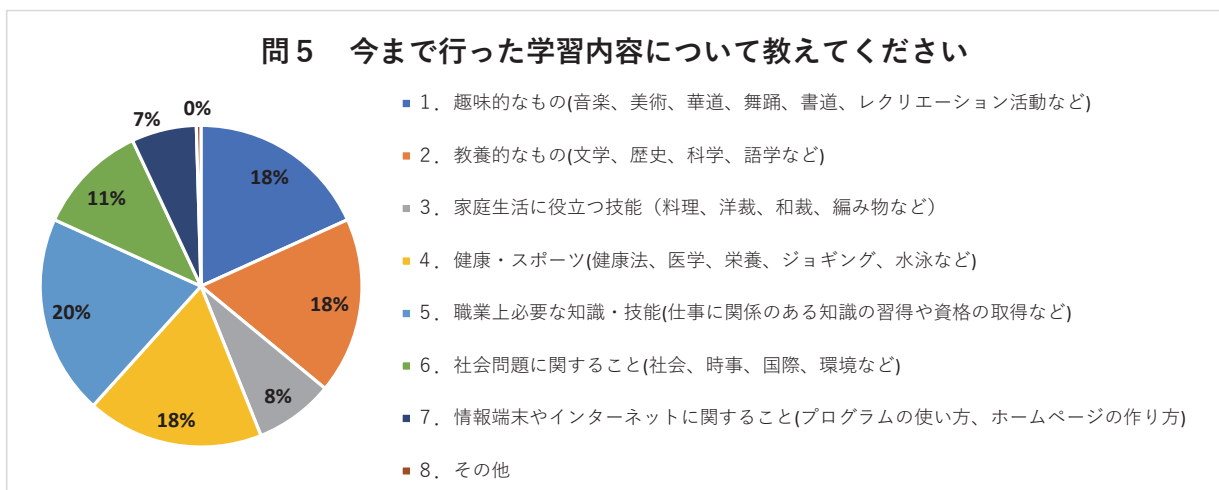 問5 今まで行った学習内容について教えてください
0%
7%
18%
11%
18%
20%
8%
18%
1．趣味的なもの(音楽、美術、華道、舞踊、書道、レクリエーション活動など)
2．教養的なもの(文学、歴史、科学、語学など)
3．家庭生活に役立つ技能（料理、洋裁、和裁、編み物など）
4．健康・スポーツ(健康法、医学、栄養、ジョギング、水泳など)
5．職業上必要な知識・技能(仕事に関係のある知識の習得や資格の取得など)
6．社会問題に関すること(社会、時事、国際、環境など)
7．情報端末やインターネットに関すること(プログラムの使い方、ホームページの作り方)
8．その他